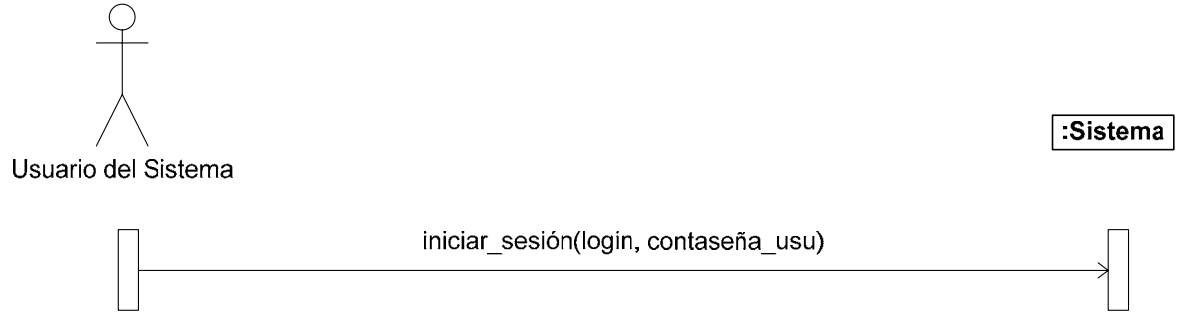 :Sistema
Usuario del Sistema
iniciar_sesión(login, contaseña_usu)